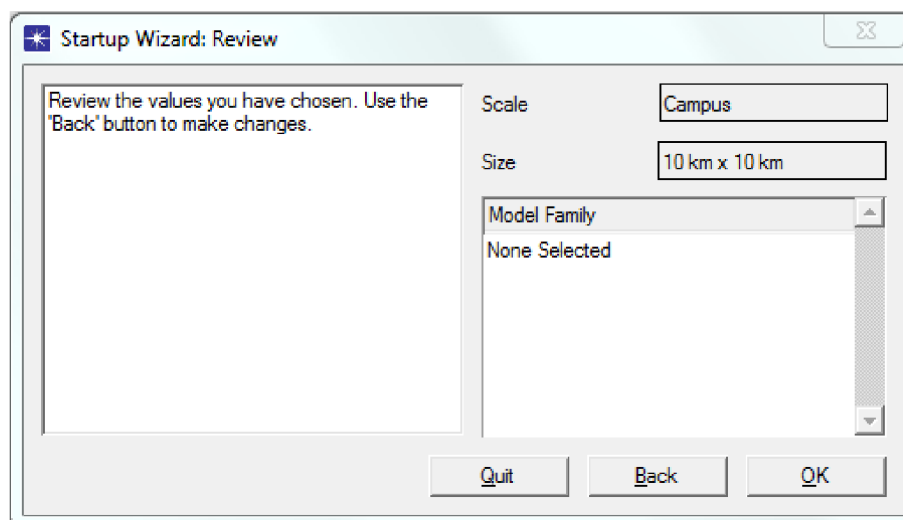 Startup Wizard: Review
Review the values you have chosen. Use the
"Back" button to make changes.
Scale
Campus
Size
10 km x 10 km
Model Family
None Selected
Quit
Back
OK